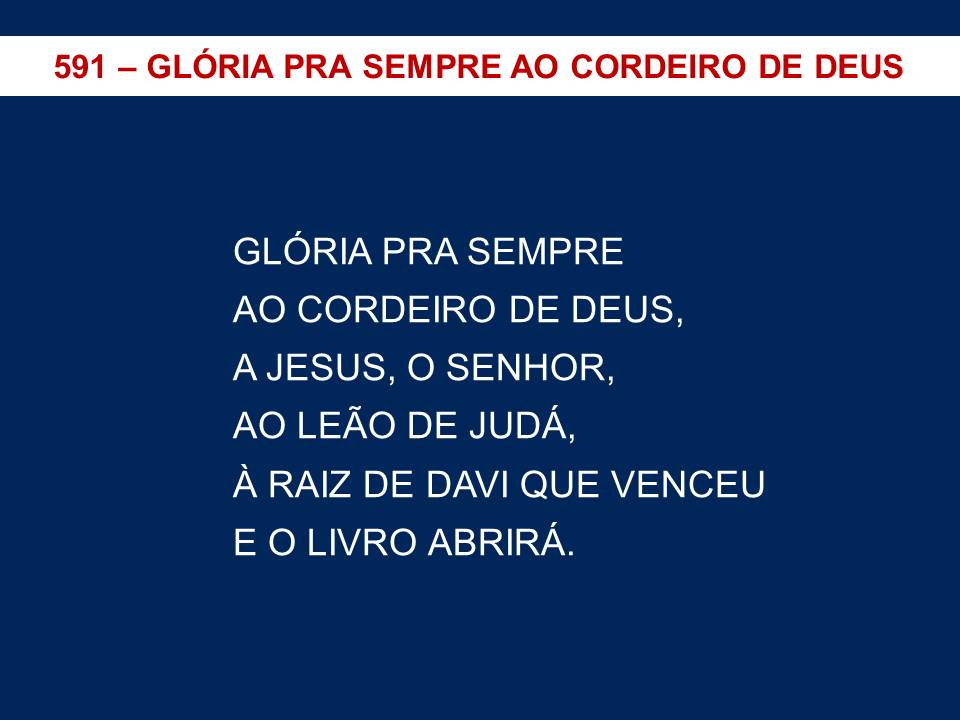 591 – GLÓRIA PRA SEMPRE AO CORDEIRO DE DEUS
GLÓRIA PRA SEMPRE
AO CORDEIRO DE DEUS,
A JESUS, O SENHOR,
AO LEÃO DE JUDÁ,
À RAIZ DE DAVI QUE VENCEU
E O LIVRO ABRIRÁ.